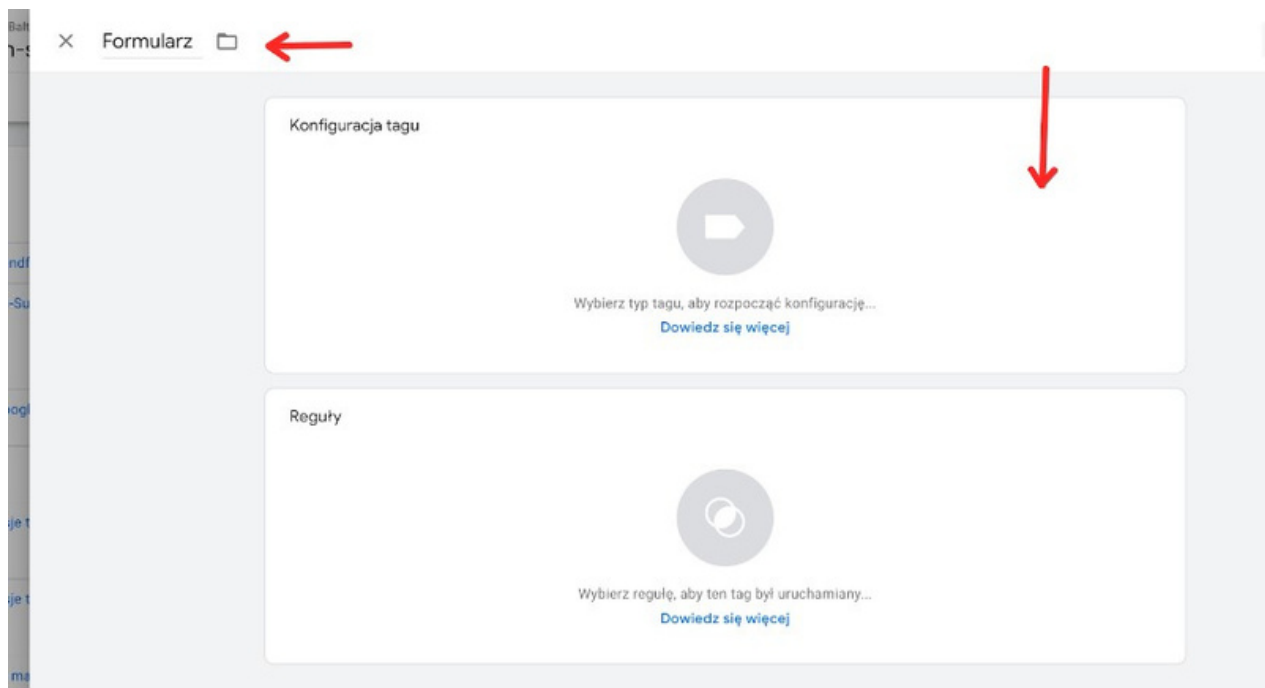 Formularz
Konfiguracja tagu
Wybierz typ tagu, aby rozpocząć konfigurację...
Dowiedz się więcej
Reguły
Wybierz regułę, aby ten tag był uruchamiany...
Dowiedz się więcej